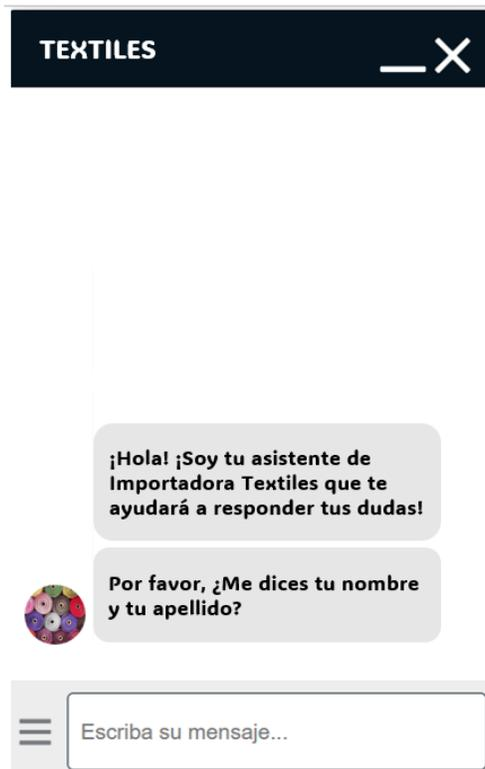 TEXTILES
¡Hola! ¡Soy tu asistente de
Importadora Textiles que te
ayudará a responder tus dudas!
Por favor, ¿Me dices tu nombre
y tu apellido?
Escriba su mensaje...